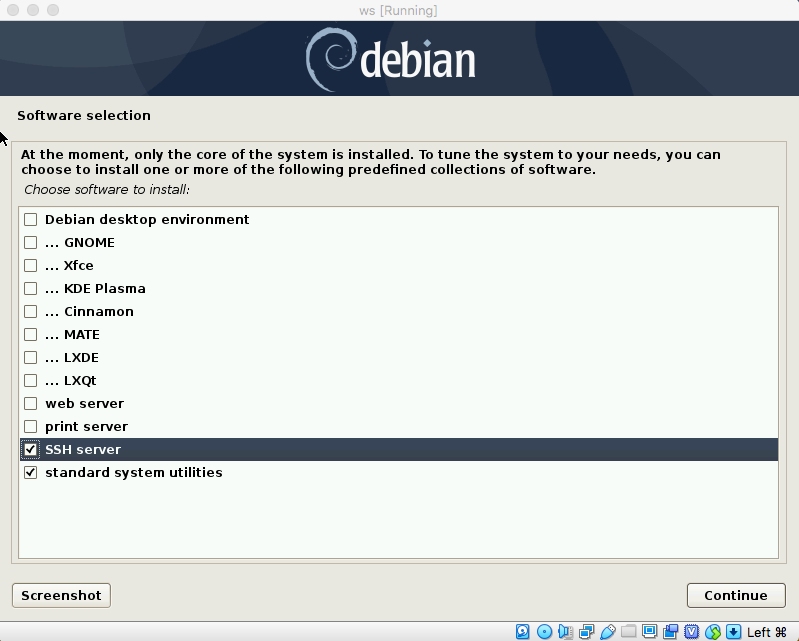 ws [Running]
debian
Software selection
At the moment, only the core of the system is installed. To tune the system to your needs, you can
choose to install one or more of the following predefined collections of software.
Choose software to install:
Debian desktop environment
... GNOME
... Xfce
... KDE Plasma
... Cinnamon
... MATE
... LXDE
... LXQt
web server
print server
SSH server
standard system utilities
Screenshot
Continue
Left ⌘